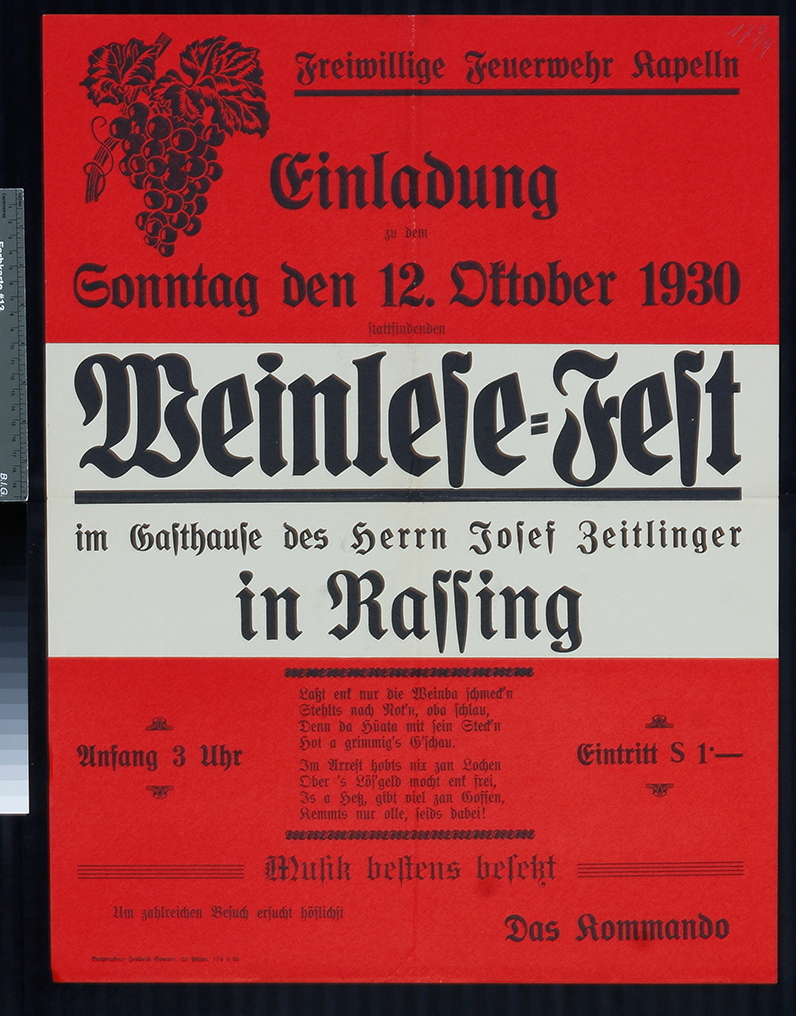 Freiwillige Feuerwehr Kapelln
Einladung
zu dem
Sonntag den 12. Oktober 1930
stattfindenden
Weinlese-Fest
im Gasthause des Herrn Josef Zeitlinger
in Rassing
Laßt enk nur die Weinba schmeck'n
Stehlts nach Not'n, oba schlau,
Denn da Hüata mit sein Steck'n
Hot a grimmig's G'schau.
Im Arrest hobts nix zan Lochen
Ober 's Lös'geld mocht enk frei,
Is a Hetz, gibt viel zan Goffen,
Kemmts nur olle, seids dabei!
Anfang 3 Uhr
Eintritt S 1·—
Musik bestens besetzt
Um zahlreichen Besuch ersucht höflichst
Das Kommando
B.I.G.